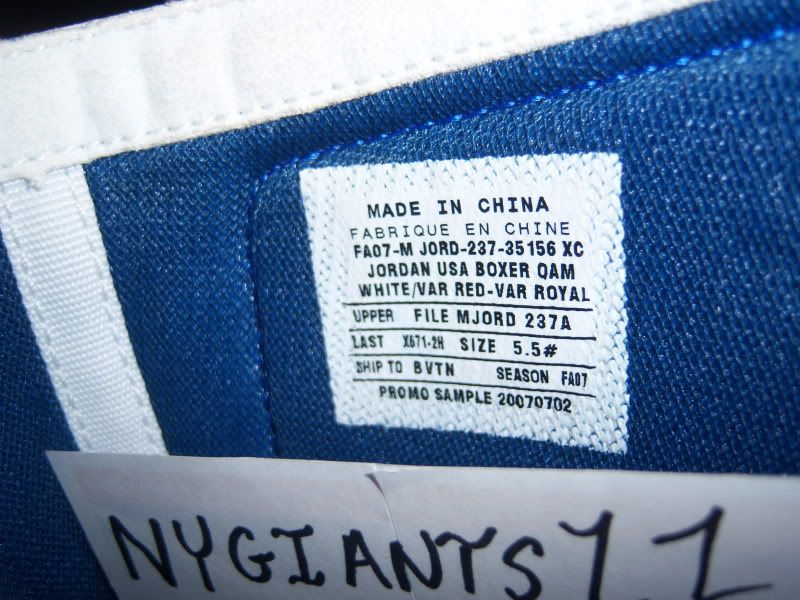 MADE IN CHINA
FABRIQUE EN CHINE
FA07-M JORD-237-35156 XC
JORDAN USA BOXER QAM
WHITE/VAR RED-VAR ROYAL
UPPER FILE MJORD 237A
LAST X671-2H SIZE 5.5#
SHIP TO BVTN SEASON FA07
PROMO SAMPLE 20070702
NYGIANTS11